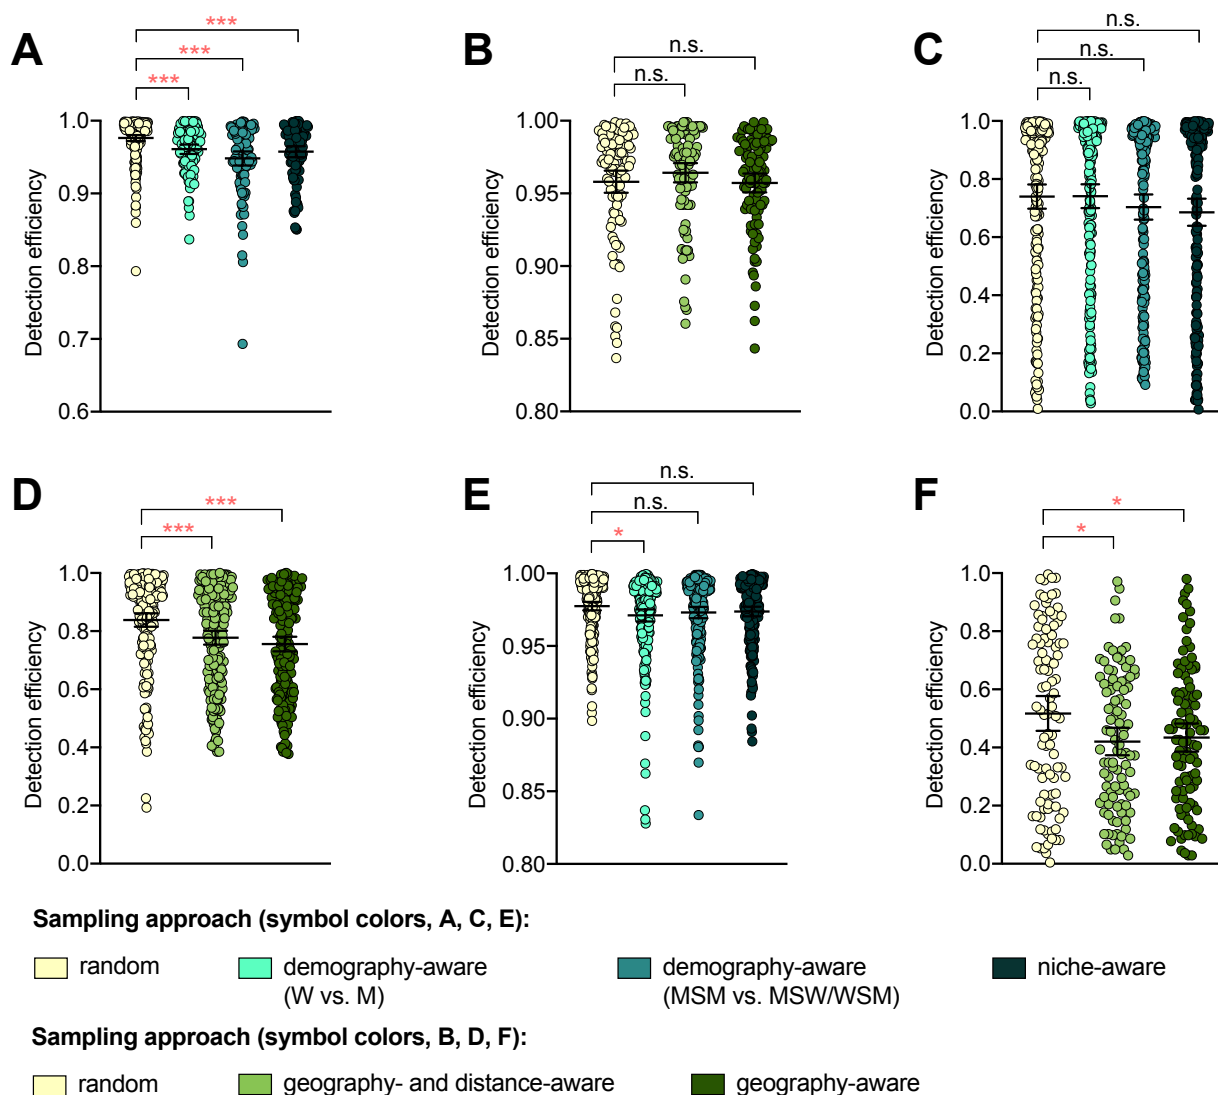 A
***
***
***
Detection efficiency
1.0
0.9
0.8
0.7
0.6
B
n.s.
n.s.
Detection efficiency
1.00
0.95
0.90
0.85
0.80
C
n.s.
n.s.
n.s.
Detection efficiency
1.0
0.8
0.6
0.4
0.2
0.0
D
***
***
Detection efficiency
1.0
0.8
0.6
0.4
0.2
0.0
E
n.s.
n.s.
*
Detection efficiency
1.00
0.95
0.90
0.85
0.80
F
*
*
Detection efficiency
1.0
0.8
0.6
0.4
0.2
0.0
Sampling approach (symbol colors, A, C, E):
random
demography-aware
(W vs. M)
demography-aware
(MSM vs. MSW/WSM)
niche-aware
Sampling approach (symbol colors, B, D, F):
random
geography- and distance-aware
geography-aware